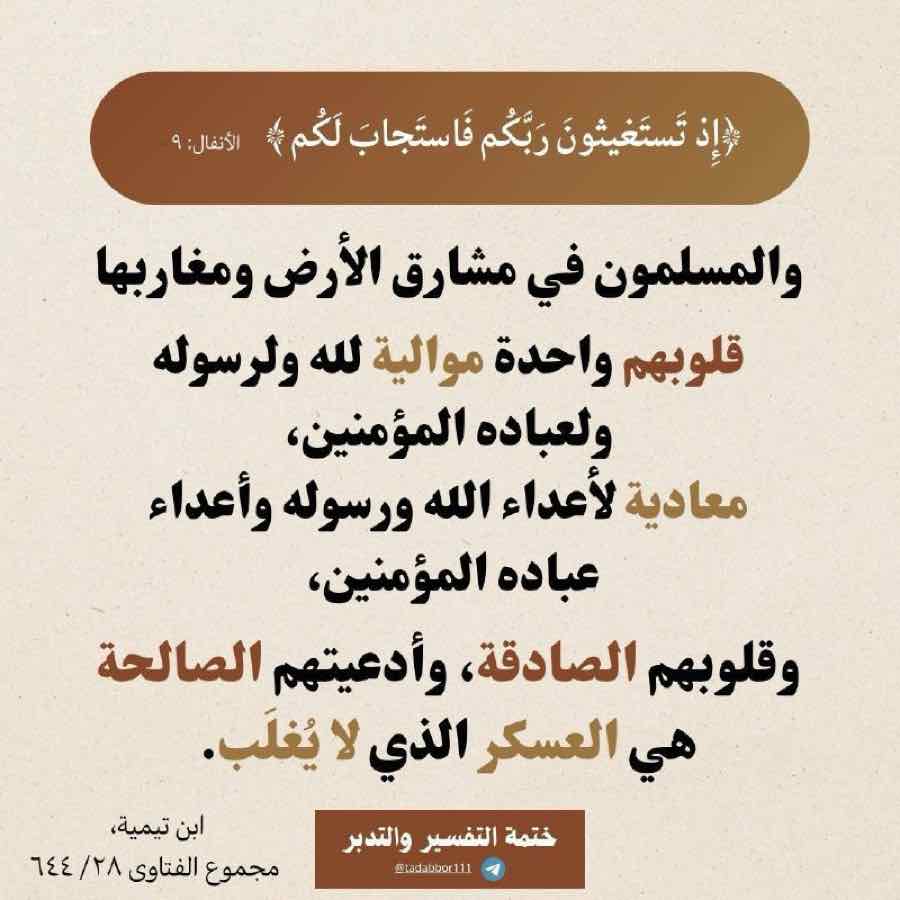 ﴿إِذ تَستَغيثونَ رَبَّكُم فَاستَجابَ لَكُم﴾ الأنفال: ٩
والمسلمون في مشارق الأرض ومغاربها
قلوبهم واحدة موالية لله ولرسوله
ولعباده المؤمنين،
معادية لأعداء الله ورسوله وأعداء
عباده المؤمنين،
وقلوبهم الصادقة، وأدعيتهم الصالحة
هي العسكر الذي لا يُغلَب.
ختمة التفسير والتدبر
@tadabbor111
ابن تيمية،
مجموع الفتاوى ٢٨/ ٦٤٤